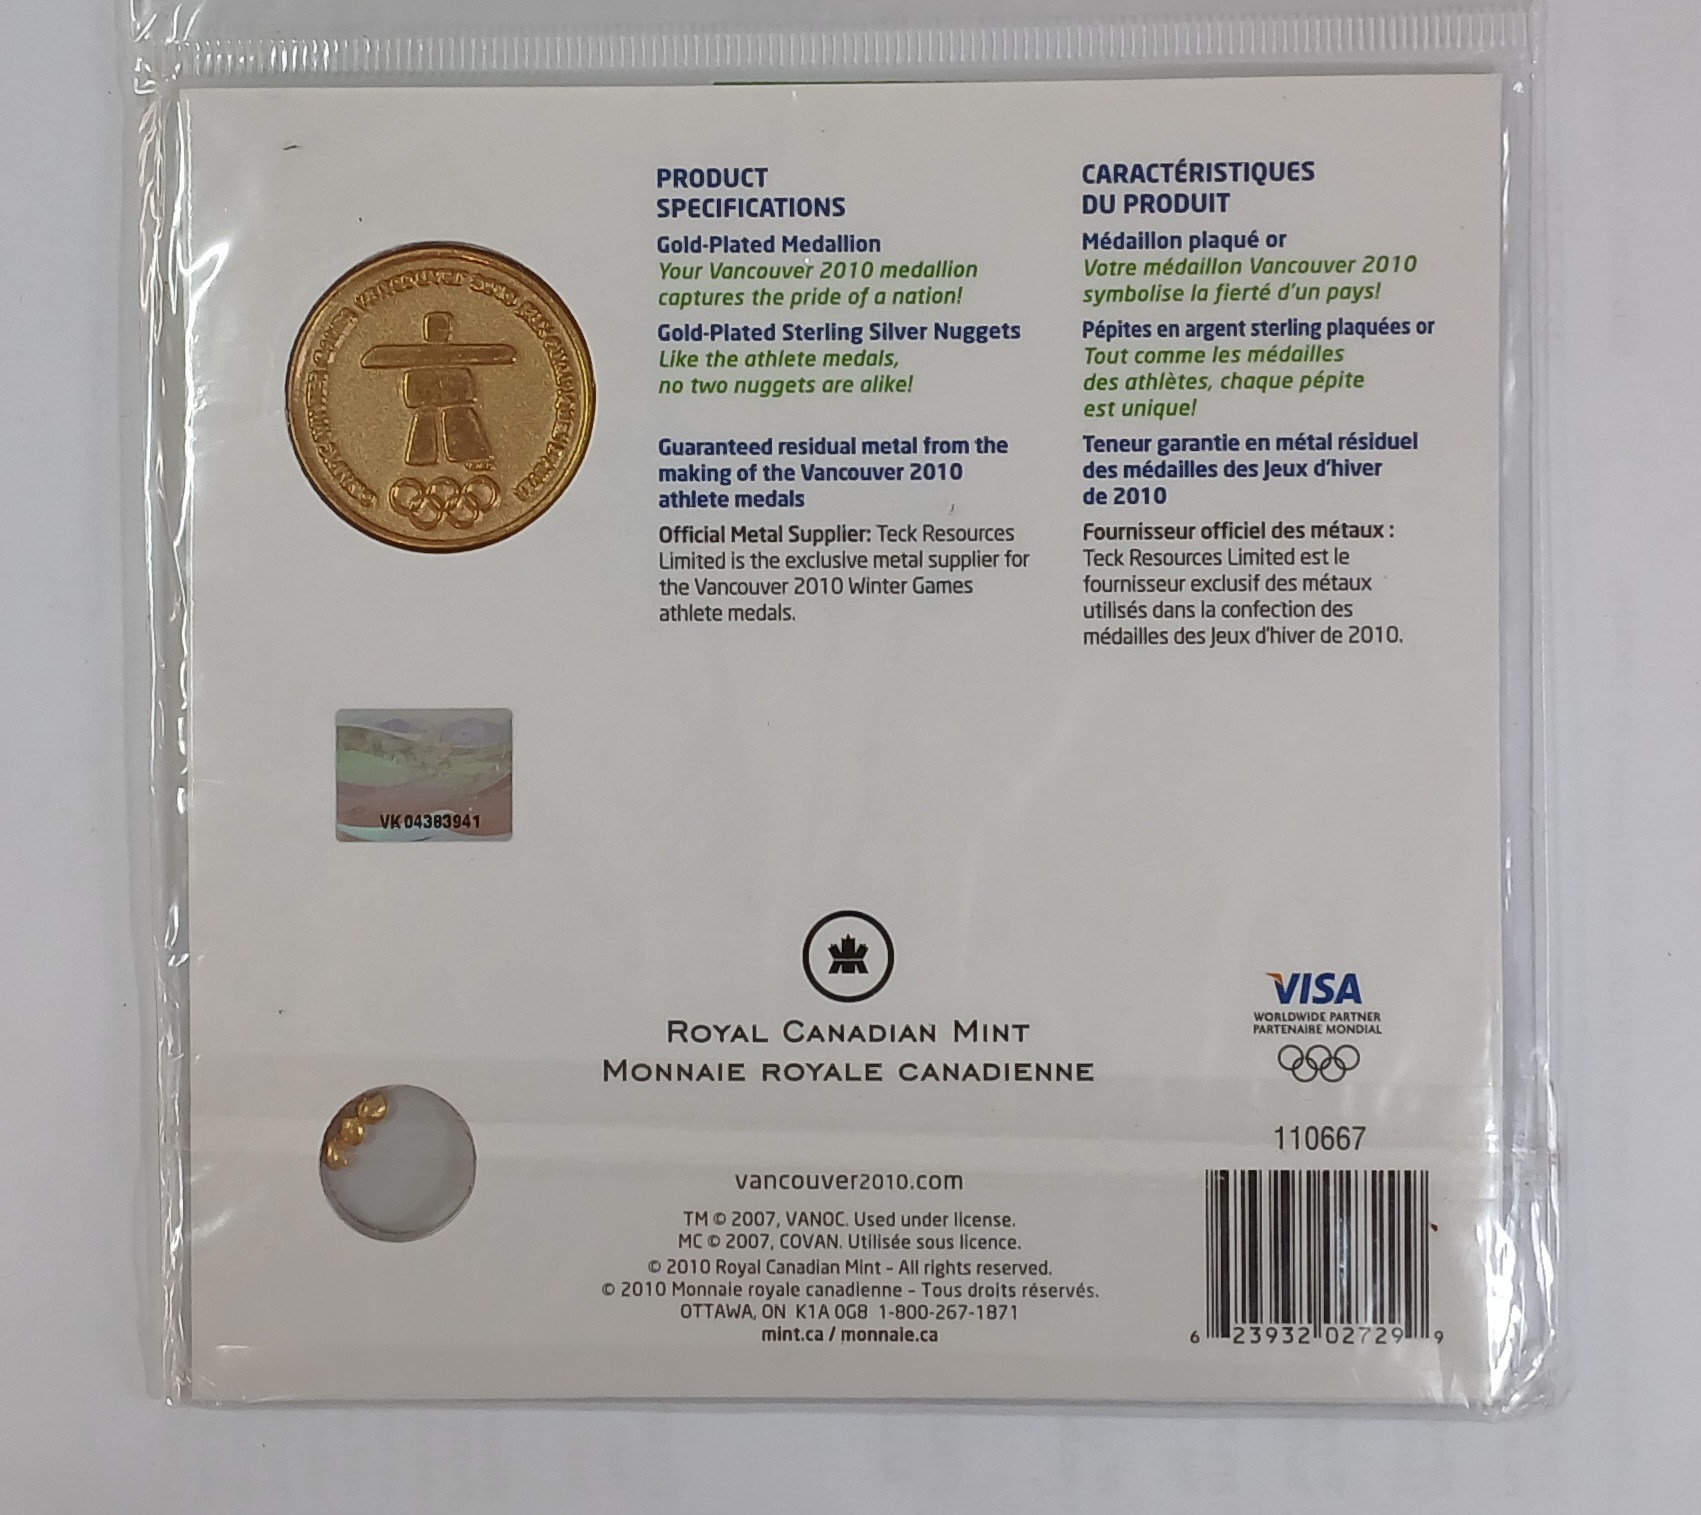 PRODUCT
SPECIFICATIONS
Gold-Plated Medallion
Your Vancouver 2010 medallion
captures the pride of a nation!
Gold-Plated Sterling Silver Nuggets
Like the athlete medals,
no two nuggets are alike!
Guaranteed residual metal from the
making of the Vancouver 2010
athlete medals
Official Metal Supplier: Teck Resources
Limited is the exclusive metal supplier for
the Vancouver 2010 Winter Games
athlete medals.
CARACTÉRISTIQUES
DU PRODUIT
Médaillon plaqué or
Votre médaillon Vancouver 2010
symbolise la fierté d'un pays!
Pépites en argent sterling plaquées or
Tout comme les médailles
des athlètes, chaque pépite
est unique!
Teneur garantie en métal résiduel
des médailles des Jeux d'hiver
de 2010
Fournisseur officiel des métaux :
Teck Resources Limited est le
fournisseur exclusif des métaux
utilisés dans la confection des
médailles des Jeux d'hiver de 2010.
VANCOUVER 2010
VK04383941
ROYAL CANADIAN MINT
MONNAIE ROYALE CANADIENNE
VISA
WORLDWIDE PARTNER
PARTENAIRE MONDIAL
110667
vancouver2010.com
TM © 2007, VANOC. Used under license.
MC © 2007, COVAN. Utilisée sous licence.
© 2010 Royal Canadian Mint – All rights reserved.
© 2010 Monnaie royale canadienne – Tous droits réservés.
OTTAWA, ON K1A 0G8 1-800-267-1871
mint.ca / monnaie.ca
6 23932 02729 9